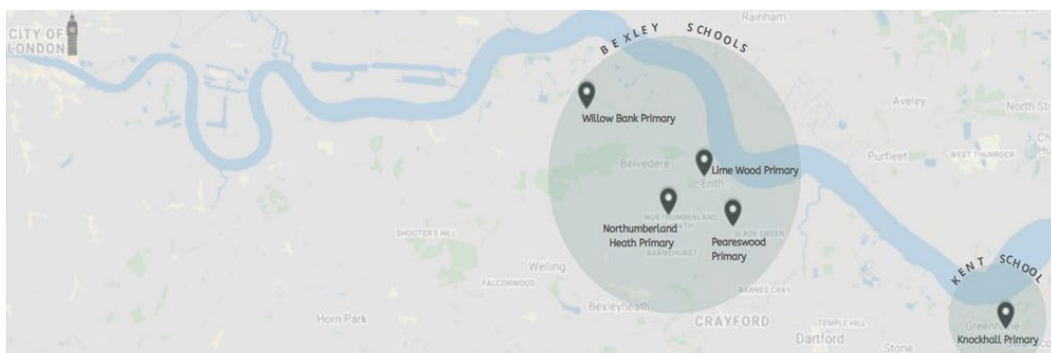 CITY OF
LONDON
BEXLEY SCHOOLS
Rainham
Aveley
Willow Bank Primary
Purfleet
WEST THURROCK
Belvedere
Lime Wood Primary
Erith
Northumberland
Heath Primary
NORTHUMBERLAND
HEATH
BARNEHURST
Peareswood
Primary
SLADE GREEN
SHOOTER'S HILL
Welling
FALCONWOOD
KENT SCHOOL
BARNES CRAY
Bexleyheath
Horn Park
CRAYFORD
TEMPLE HILL
Dartford
Stone
Knockhall Primary